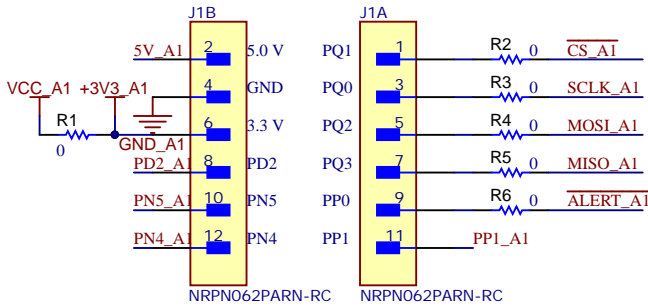 J1B J1A
5V_A1 2 5.0 V PQ1 1 R2 0 CS_A1
VCC_A1 +3V3_A1 4 GND PQ0 3 R3 0 SCLK_A1
R1 0 GND_A1 6 3.3 V PQ2 5 R4 0 MOSI_A1
PD2_A1 8 PD2 PQ3 7 R5 0 MISO_A1
PN5_A1 10 PN5 PP0 9 R6 0 ALERT_A1
PN4_A1 12 PN4 PP1 11 PP1_A1
NRPN062PARN-RC NRPN062PARN-RC